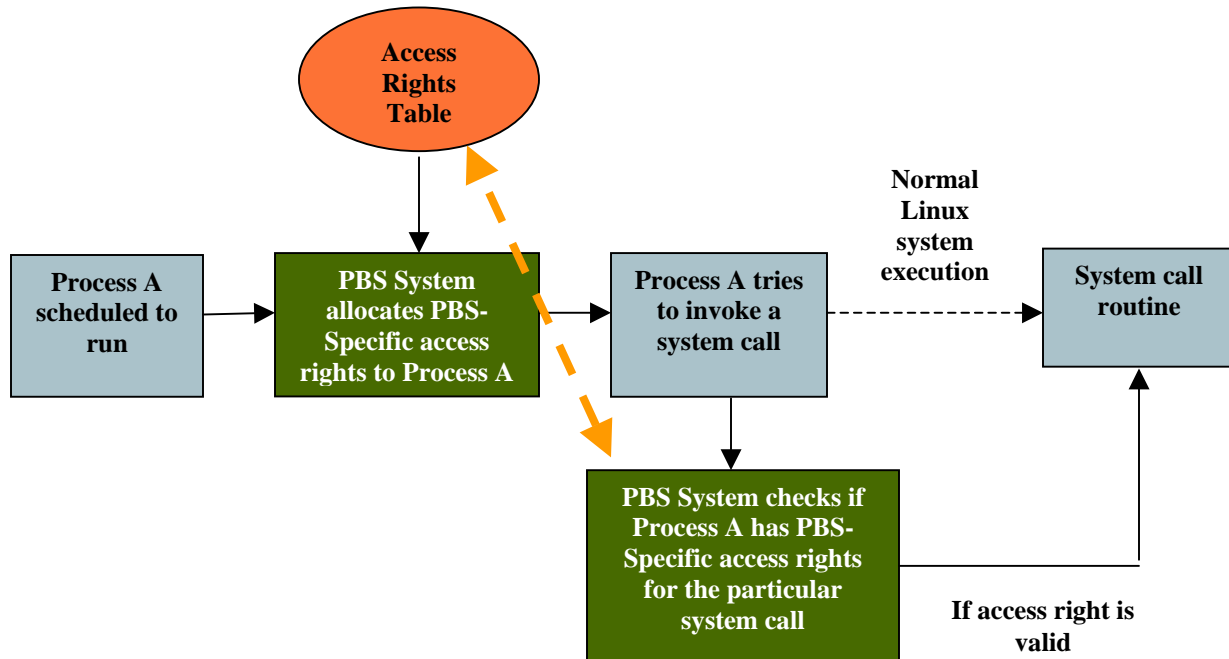 Access
Rights
Table
Normal
Linux
system
execution
Process A
scheduled to
run
PBS System
allocates PBS-
Specific access
rights to Process A
Process A tries
to invoke a
system call
System call
routine
PBS System checks if
Process A has PBS-
Specific access rights
for the particular
system call
If access right is
valid